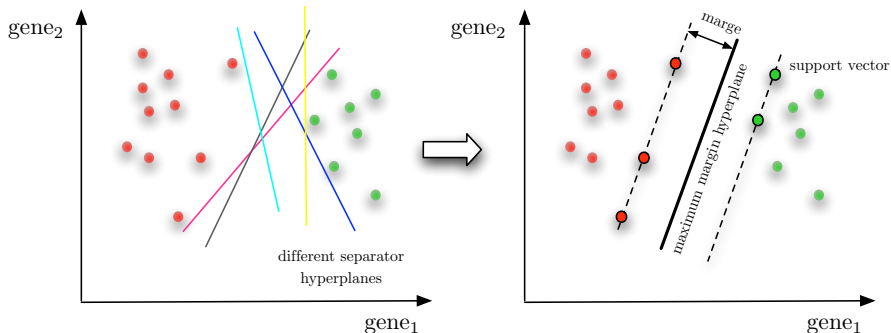 gene₂
different separator
hyperplanes
gene₁
gene₂
marge
maximum margin hyperplane
support vector
gene₁